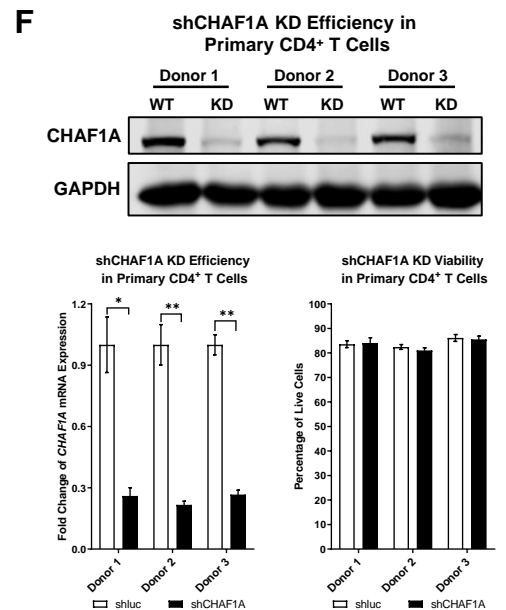 F
shCHAF1A KD Efficiency in
Primary CD4⁺ T Cells
Donor 1 Donor 2 Donor 3
WT KD WT KD WT KD
CHAF1A
GAPDH
shCHAF1A KD Efficiency
in Primary CD4⁺ T Cells
Fold Change of CHAF1A mRNA Expression
1.2
0.9
0.6
0.3
0.0
* ** **
Donor 1 Donor 2 Donor 3
shluc shCHAF1A
shCHAF1A KD Viability
in Primary CD4⁺ T Cells
Percentage of Live Cells
100
90
80
70
60
50
40
30
20
10
0
Donor 1 Donor 2 Donor 3
shluc shCHAF1A